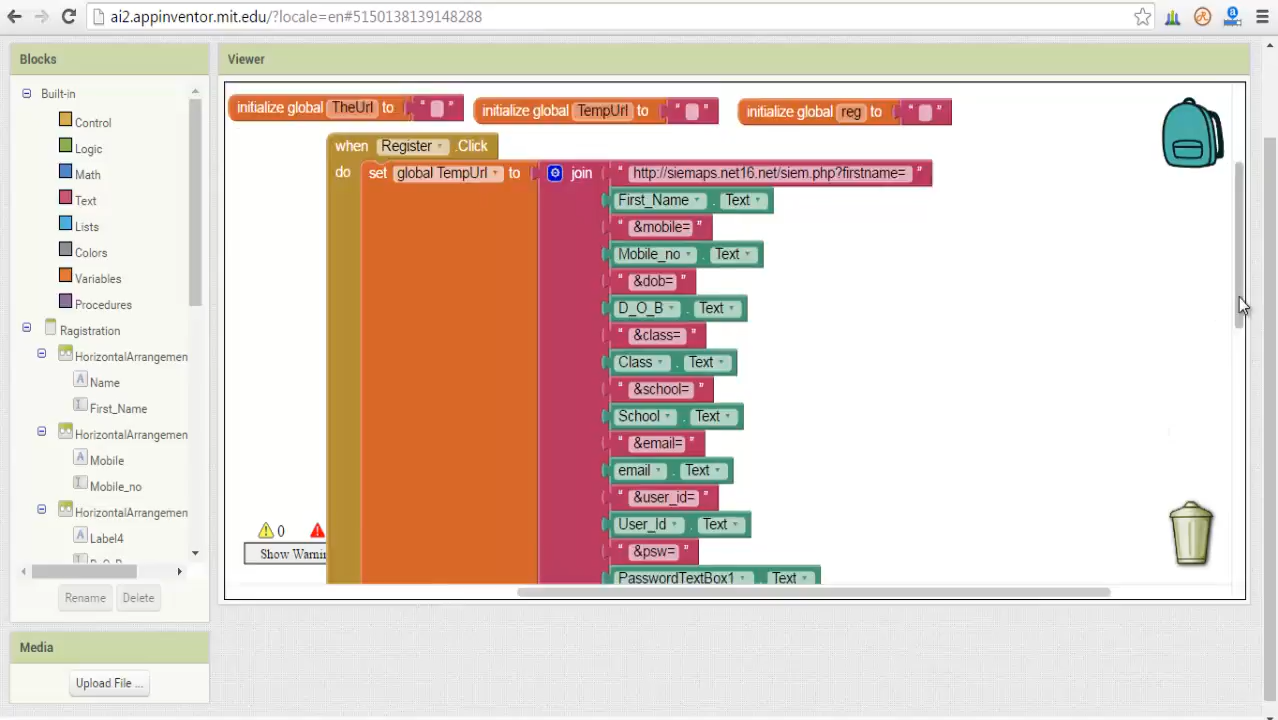 ai2.appinventor.mit.edu/?locale=en#5150138139148288
Blocks
Viewer
Built-in
Control
Logic
Math
Text
Lists
Colors
Variables
Procedures
Ragistration
HorizontalArrangemen
Name
First_Name
HorizontalArrangemen
Mobile
Mobile_no
HorizontalArrangemen
Label4
Rename
Delete
Media
Upload File ...
initialize global TheUrl to " "
initialize global TempUrl to " "
initialize global reg to " "
when Register .Click
do set global TempUrl to join " http://siemaps.net16.net/siem.php?firstname= "
First_Name . Text
" &mobile= "
Mobile_no . Text
" &dob= "
D_O_B . Text
" &class= "
Class . Text
" &school= "
School . Text
" &email= "
email . Text
" &user_id= "
User_Id . Text
" &psw= "
PasswordTextBox1 . Text
0
Show Warnin